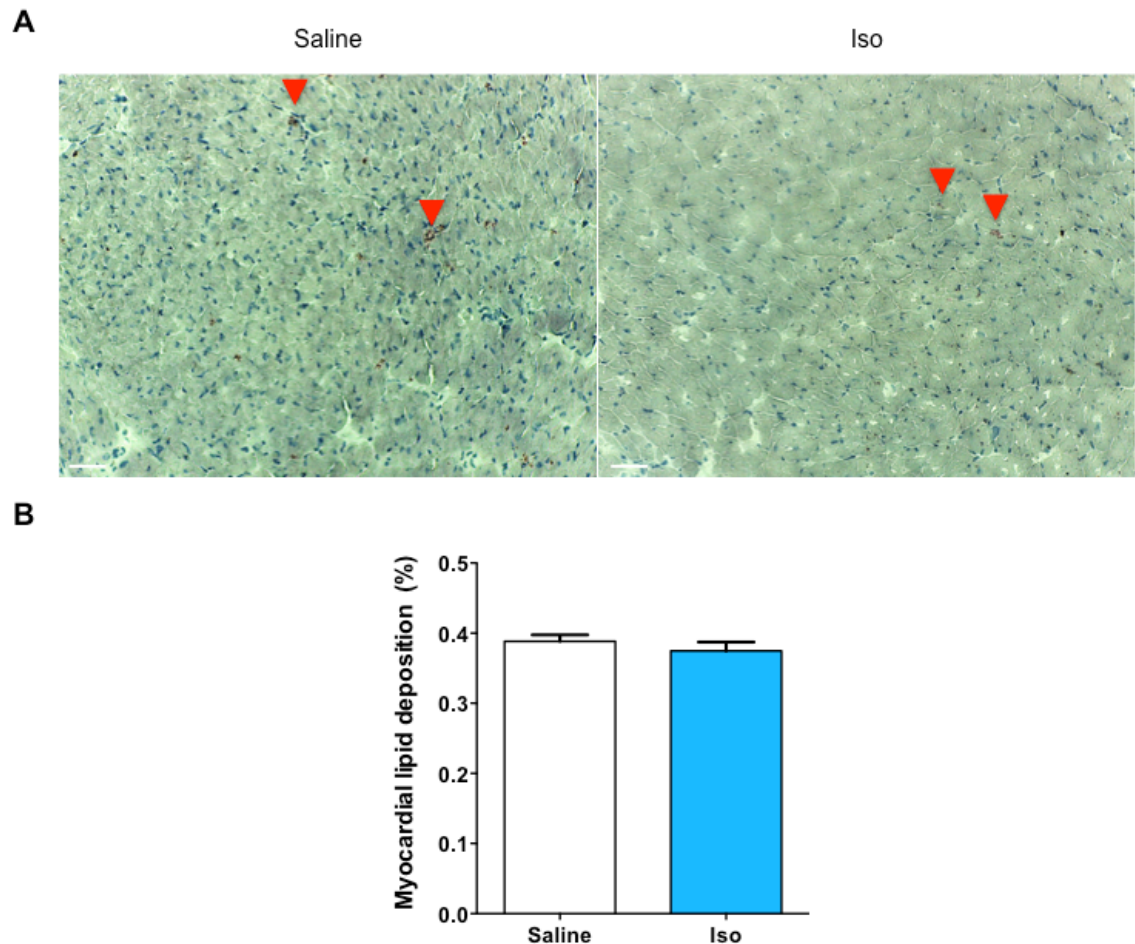 A
Saline
Iso
B
Myocardial lipid deposition (%)
0.5
0.4
0.3
0.2
0.1
0.0
Saline
Iso